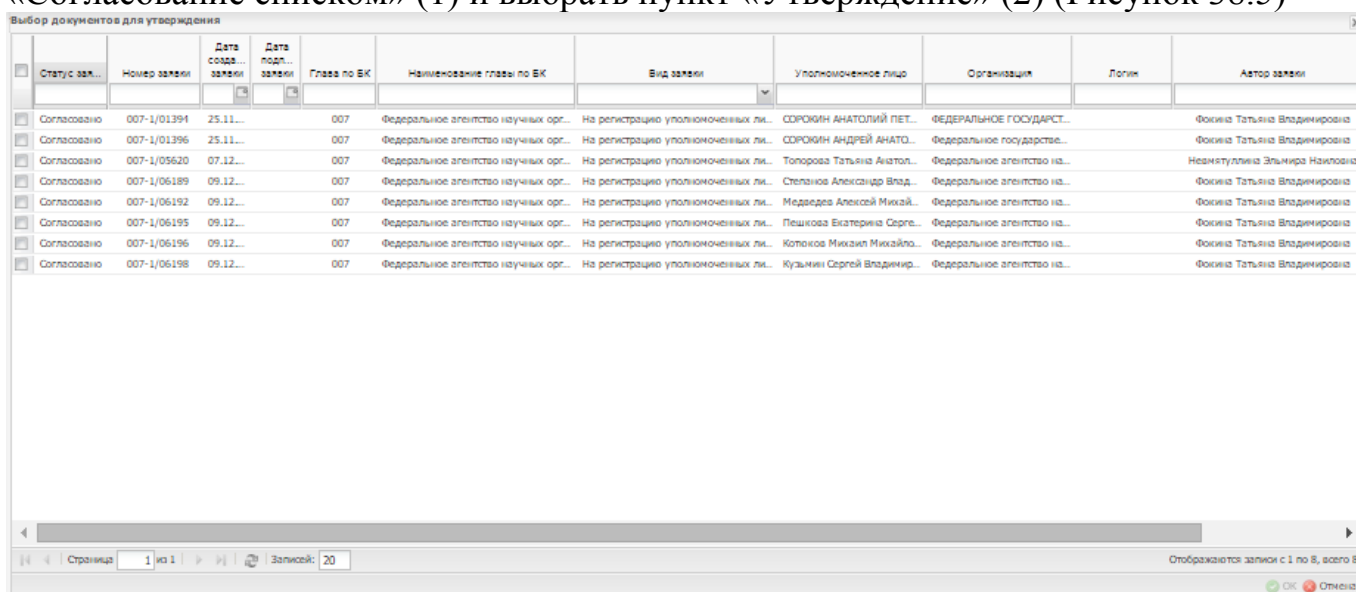 «Согласование списком» (1) и выбрать пункт «Утверждение» (2) (Рисунок 38.5)
Выбор документов для утверждения
Статус зая... Номер заявки Дата созда... заявки Дата подп... заявки Глава по БК Наименование главы по БК Вид заявки Уполномоченное лицо Организация Логин Автор заявки
Согласовано 007-1/01394 25.11.... 007 Федеральное агентство научных орг... На регистрацию уполномоченных ли... СОРОКИН АНАТОЛИЙ ПЕТ... ФЕДЕРАЛЬНОЕ ГОСУДАРСТ... Фокина Татьяна Владимировна
Согласовано 007-1/01396 25.11.... 007 Федеральное агентство научных орг... На регистрацию уполномоченных ли... СОРОКИН АНДРЕЙ АНАТО... Федеральное государстве... Фокина Татьяна Владимировна
Согласовано 007-1/05620 07.12.... 007 Федеральное агентство научных орг... На регистрацию уполномоченных ли... Топорова Татьяна Анатол... Федеральное агентство на... Невмятуллина Эльмира Наиловна
Согласовано 007-1/06189 09.12.... 007 Федеральное агентство научных орг... На регистрацию уполномоченных ли... Степанов Александр Влад... Федеральное агентство на... Фокина Татьяна Владимировна
Согласовано 007-1/06192 09.12.... 007 Федеральное агентство научных орг... На регистрацию уполномоченных ли... Медведев Алексей Михай... Федеральное агентство на... Фокина Татьяна Владимировна
Согласовано 007-1/06195 09.12.... 007 Федеральное агентство научных орг... На регистрацию уполномоченных ли... Пешкова Екатерина Серге... Федеральное агентство на... Фокина Татьяна Владимировна
Согласовано 007-1/06196 09.12.... 007 Федеральное агентство научных орг... На регистрацию уполномоченных ли... Котюков Михаил Михайло... Федеральное агентство на... Фокина Татьяна Владимировна
Согласовано 007-1/06198 09.12.... 007 Федеральное агентство научных орг... На регистрацию уполномоченных ли... Кузьмин Сергей Владимир... Федеральное агентство на... Фокина Татьяна Владимировна
Страница 1 из 1 Записей: 20 Отображаются записи с 1 по 8, всего 8
ОК Отмена